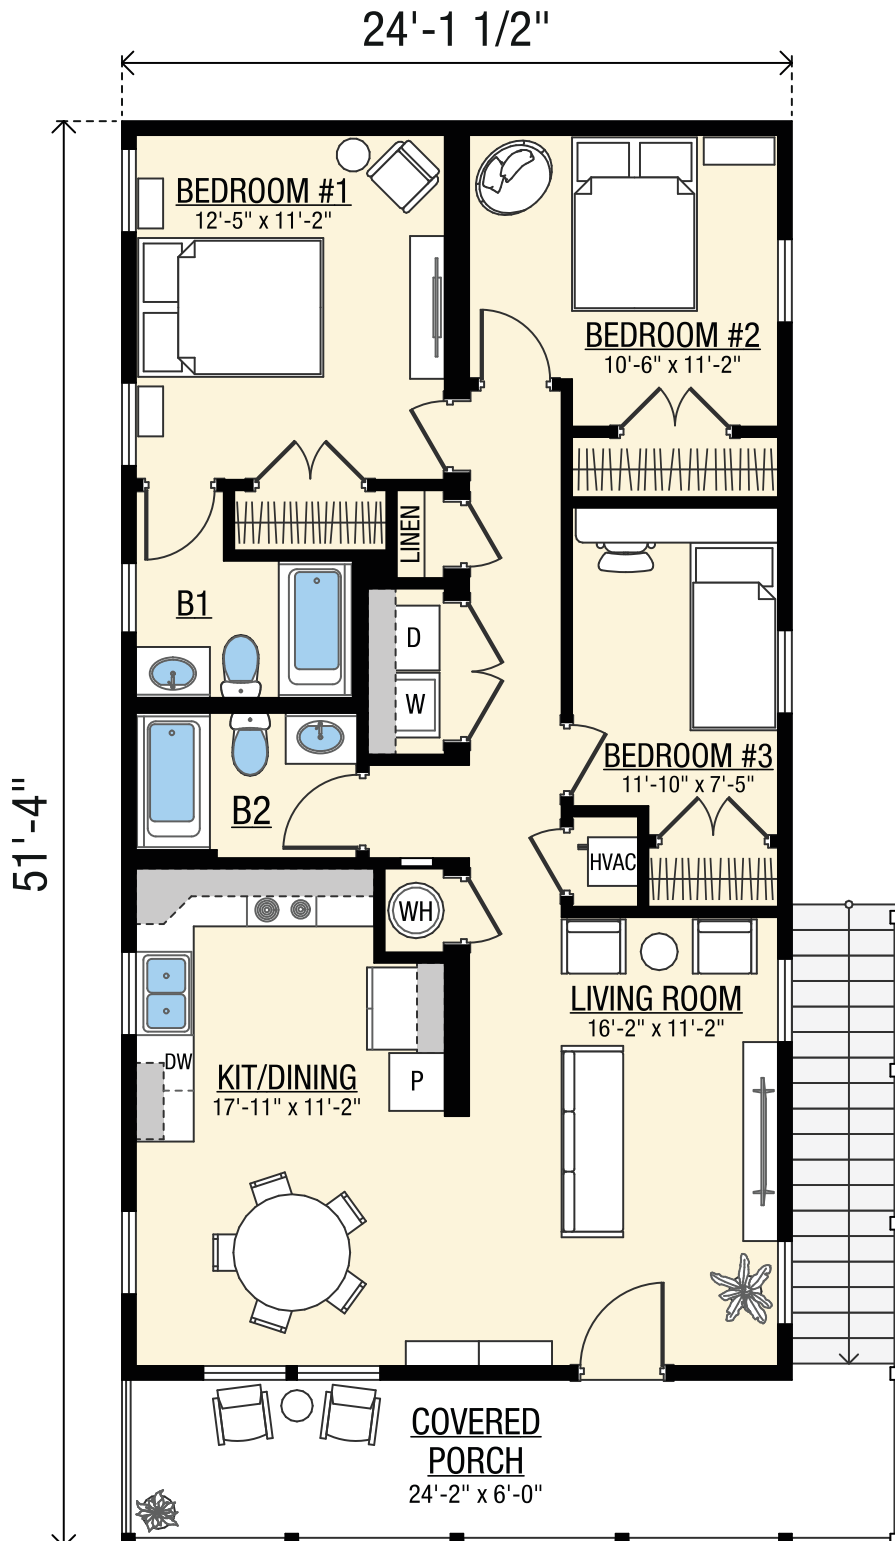 24'-1 1/2"
BEDROOM #1
12'-5" x 11'-2"
BEDROOM #2
10'-6" x 11'-2"
LINEN
B1
D
W
BEDROOM #3
11'-10" x 7'-5"
51'-4"
B2
HVAC
WH
LIVING ROOM
16'-2" x 11'-2"
DW
KIT/DINING
17'-11" x 11'-2"
P
COVERED
PORCH
24'-2" x 6'-0"